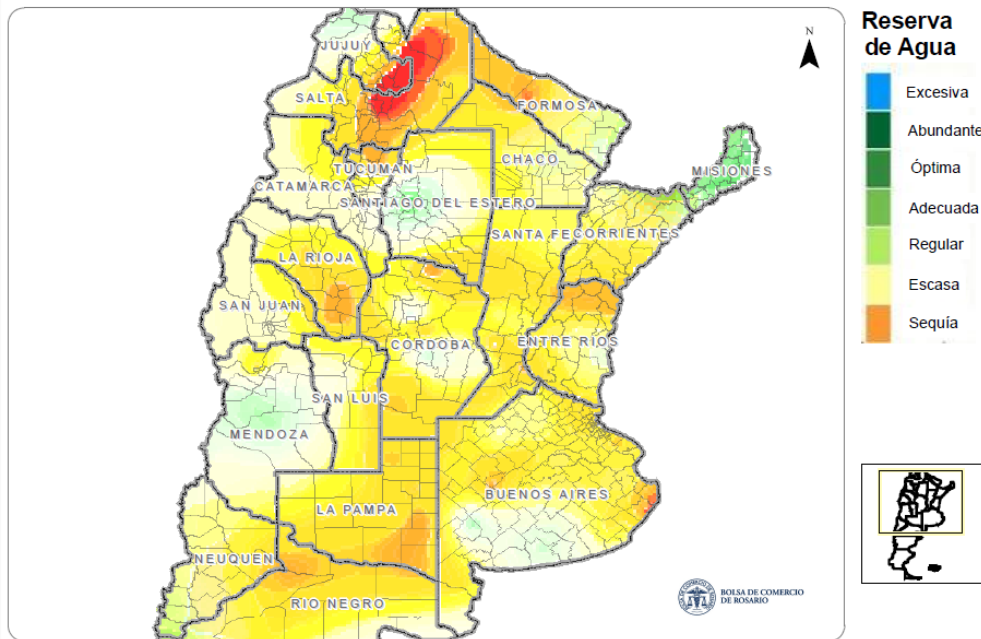 Reserva
de Agua
N
Excesiva
Abundante
Óptima
Adecuada
Regular
Escasa
Sequía
JUJUY
SALTA
FORMOSA
CHACO
MISIONES
TUCUMAN
CATAMARCA
SANTIAGO DEL ESTERO
SANTA FE
CORRIENTES
LA RIOJA
SAN JUAN
CORDOBA
ENTRE RIOS
SAN LUIS
MENDOZA
BUENOS AIRES
LA PAMPA
NEUQUEN
RIO NEGRO
BOLSA DE COMERCIO
DE ROSARIO